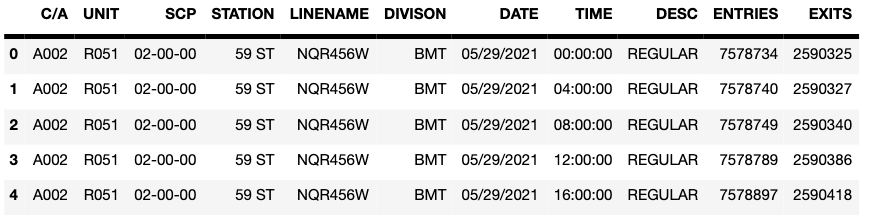 C/A UNIT SCP STATION LINENAME DIVISON DATE TIME DESC ENTRIES EXITS
0 A002 R051 02-00-00 59 ST NQR456W BMT 05/29/2021 00:00:00 REGULAR 7578734 2590325
1 A002 R051 02-00-00 59 ST NQR456W BMT 05/29/2021 04:00:00 REGULAR 7578740 2590327
2 A002 R051 02-00-00 59 ST NQR456W BMT 05/29/2021 08:00:00 REGULAR 7578749 2590340
3 A002 R051 02-00-00 59 ST NQR456W BMT 05/29/2021 12:00:00 REGULAR 7578789 2590386
4 A002 R051 02-00-00 59 ST NQR456W BMT 05/29/2021 16:00:00 REGULAR 7578897 2590418